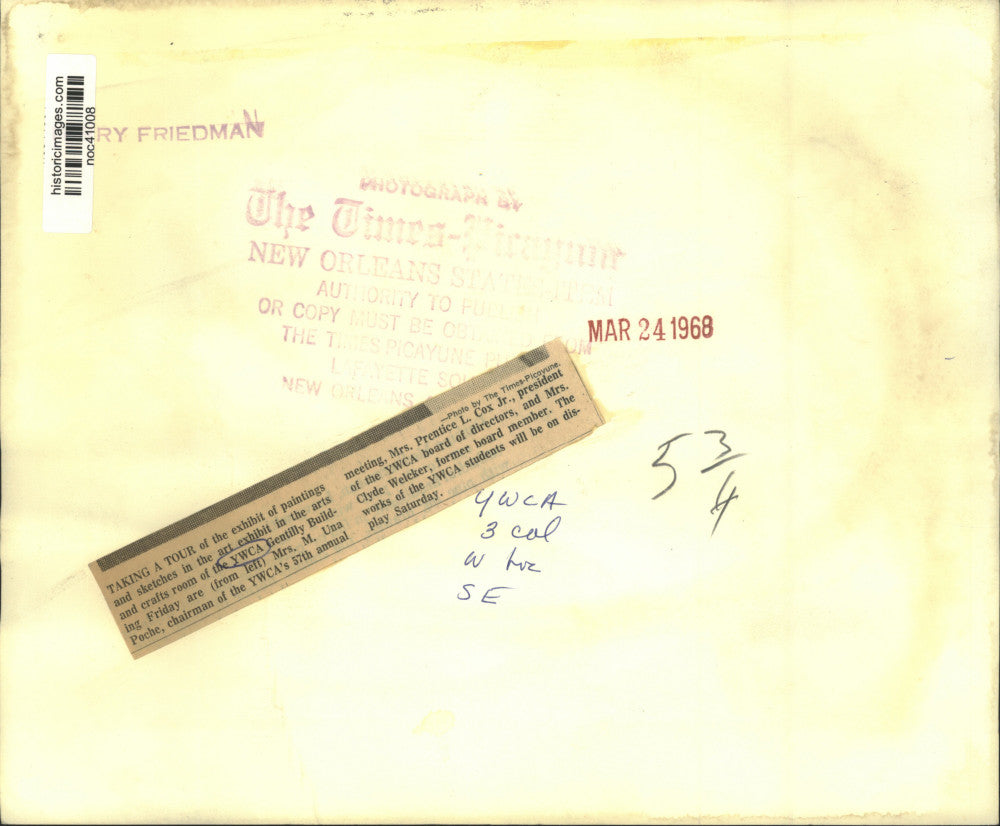 historicimages.com
noc41008
RY FRIEDMAN
PHOTOGRAPH BY
The Times-Picayune
NEW ORLEANS STATES-ITEM
AUTHORITY TO PUBLISH
OR COPY MUST BE OBTAINED FROM
THE TIMES PICAYUNE PU
LAFAYETTE SQ
NEW ORLEANS
MAR 24 1968
TAKING A TOUR of the exhibit of paintings
and sketches in the art exhibit in the arts
and crafts room of the YWCA Gentilly Build-
ing Friday are (from left) Mrs. M. Una
Poche, chairman of the YWCA's 57th annual
—Photo by The Times-Picayune.
meeting, Mrs. Prentice L. Cox Jr., president
of the YWCA board of directors, and Mrs.
Clyde Welcker, former board member. The
works of the YWCA students will be on dis-
play Saturday.
5 3/4
YWCA
3 col
SE